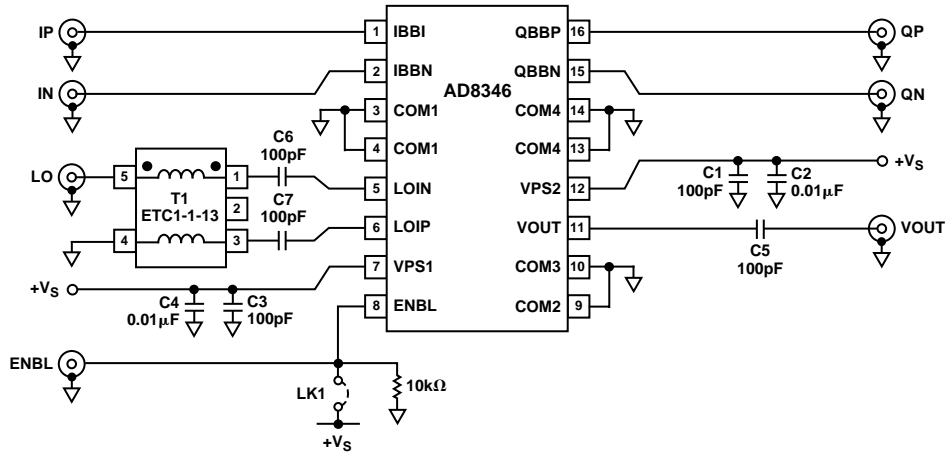 IP
1 IBBI
QBBP 16
QP
IN
2 IBBN
QBBN 15
QN
AD8346
3 COM1
COM4 14
4 COM1
COM4 13
C6
100pF
LO
5
1
T1
ETC1-1-13
2
4
3
C7
100pF
5 LOIN
VPS2 12
C1
100pF
C2
0.01μF
+VS
6 LOIP
VOUT 11
C5
100pF
VOUT
+VS
C4
0.01μF
C3
100pF
7 VPS1
COM3 10
8 ENBL
COM2 9
ENBL
LK1
10kΩ
+VS